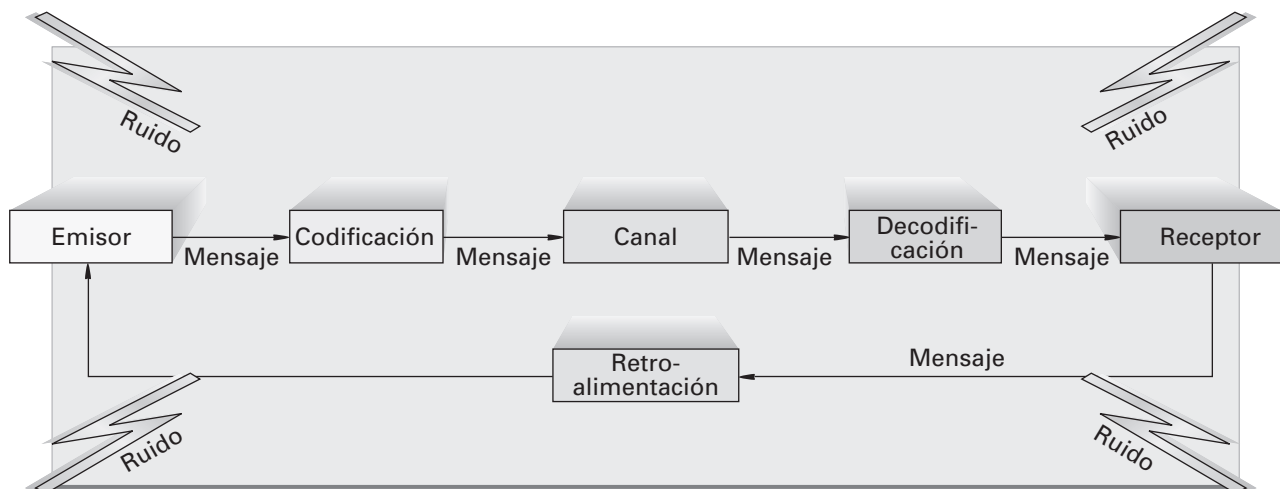 Ruido
Ruido
Emisor
Mensaje
Codificación
Mensaje
Canal
Mensaje
Decodifi-
cación
Mensaje
Receptor
Retro-
alimentación
Mensaje
Ruido
Ruido